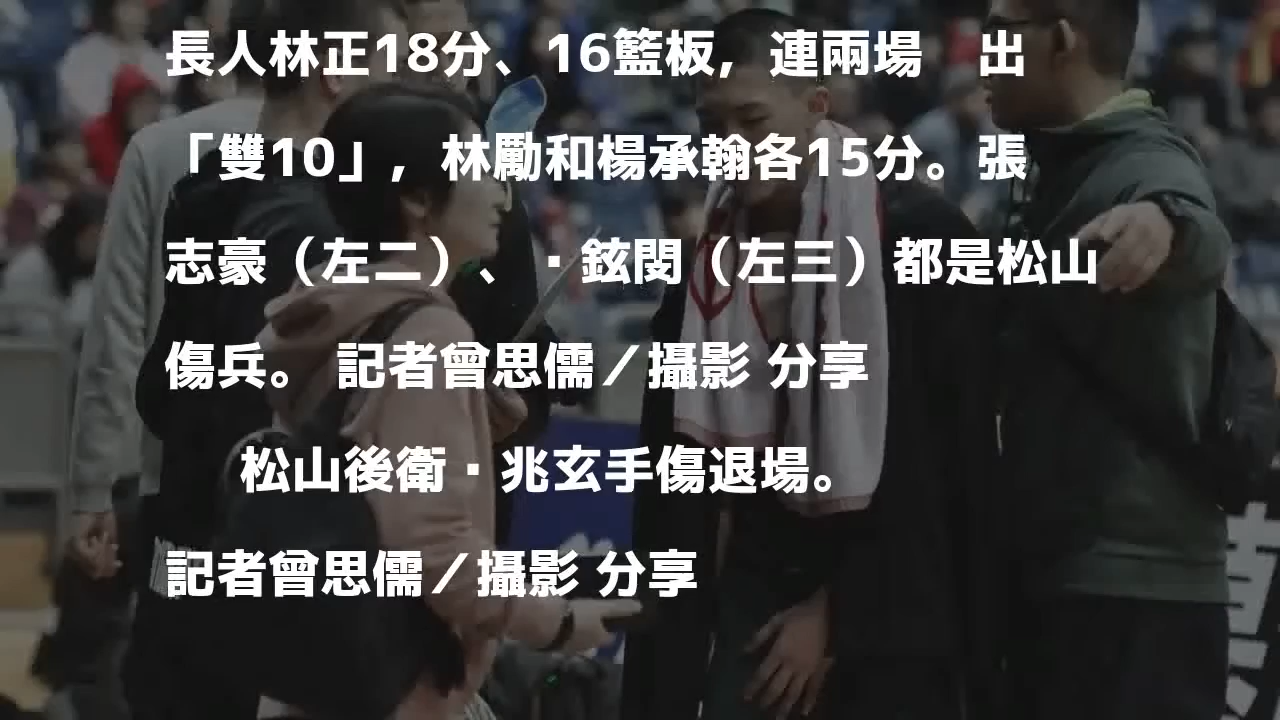 長人林正18分、16籃板，連兩場　出
「雙10」，林勵和楊承翰各15分。張
志豪（左二）、▪鉉閔（左三）都是松山
傷兵。 記者曾思儒／攝影 分享
松山後衛▪兆玄手傷退場。
記者曾思儒／攝影 分享